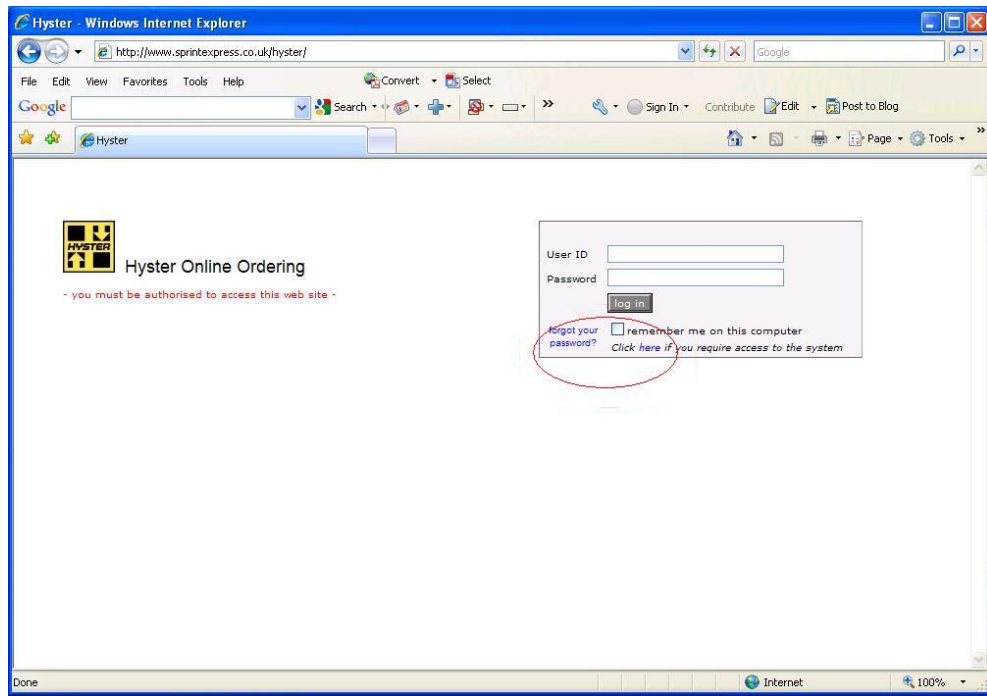 Hyster - Windows Internet Explorer
http://www.sprintexpress.co.uk/hyster/
Google
File Edit View Favorites Tools Help
Convert Select
Google
Search
»
Sign In
Contribute Edit Post to Blog
Hyster
Page Tools
»
HYSTER
Hyster Online Ordering
- you must be authorised to access this web site -
User ID
Password
log in
forgot your
password?
remember me on this computer
Click here if you require access to the system
Done
Internet
100%